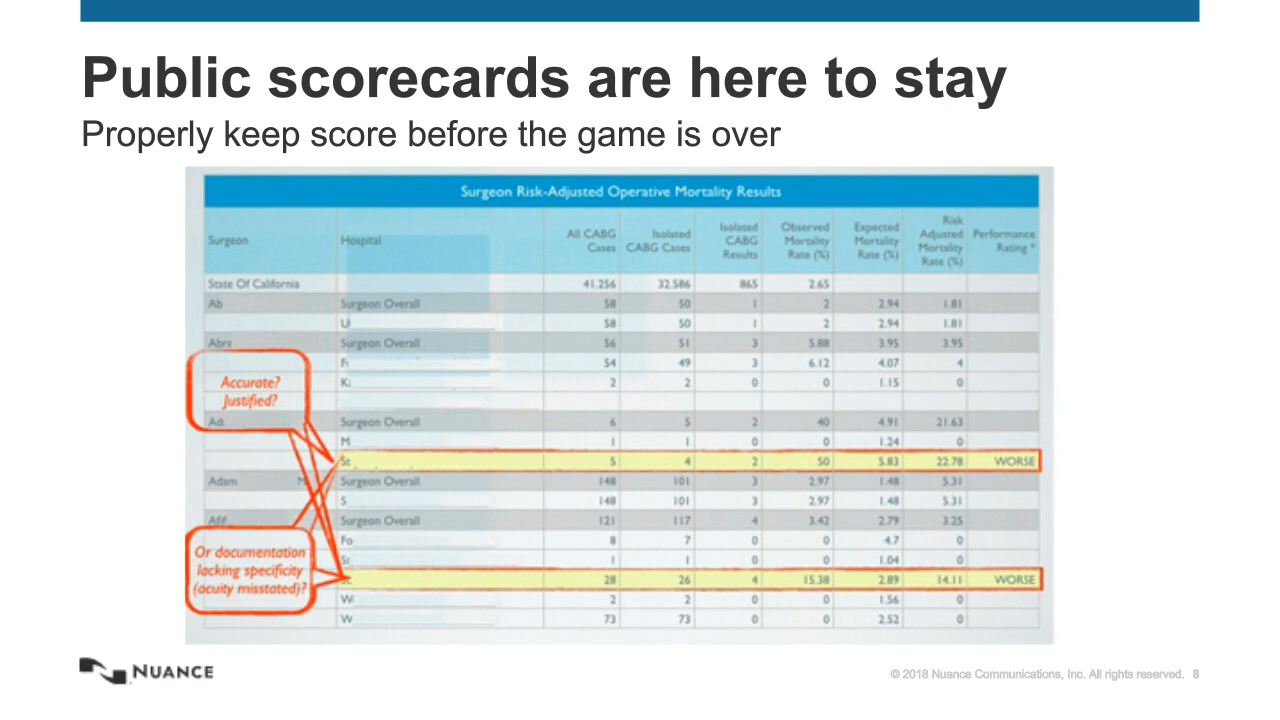 Public scorecards are here to stay
Properly keep score before the game is over
Surgeon Risk-Adjusted Operative Mortality Results
Surgeon Hospital All CABG Cases Isolated CABG Cases Isolated CABG Results Observed Mortality Rate (%) Expected Mortality Rate (%) Risk Adjusted Mortality Rate (%) Performance Rating *
State Of California 41.256 32.586 865 2.65
Ab Surgeon Overall 58 50 1 2 2.94 1.81
U 58 50 1 2 2.94 1.81
Abra Surgeon Overall 56 51 3 5.88 3.95 3.95
54 49 3 6.12 4.07 4
K 2 2 0 0 1.15 0
Accurate?
Justified?
Ad. Surgeon Overall 6 5 2 40 4.91 21.63
M 1 1 0 0 1.24 0
5 4 2 50 5.83 22.78 WORSE
Adam M Surgeon Overall 148 101 3 2.97 1.48 5.31
S 148 101 3 2.97 1.48 5.31
Surgeon Overall 121 117 4 3.42 2.79 3.25
Fo 8 7 0 0 4.7 0
1 1 0 0 1.04 0
28 26 4 15.38 2.89 14.11 WORSE
W 2 2 0 0 1.56 0
W 73 73 0 0 2.52 0
Or documentation
lacking specificity
(acuity misstated)?
NUANCE
© 2018 Nuance Communications, Inc. All rights reserved. 8